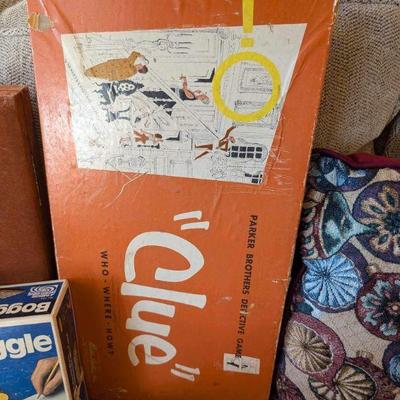 PARKER BROTHERS DETECTIVE GAME
"Clue"
WHO - WHERE - HOW?
Boggle
ggle